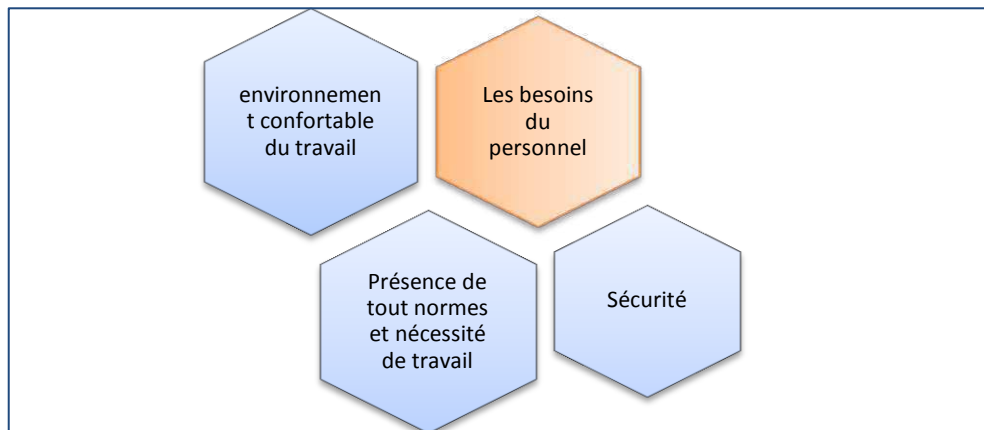 environnemen
t confortable
du travail
Les besoins
du
personnel
Présence de
tout normes
et nécessité
de travail
Sécurité